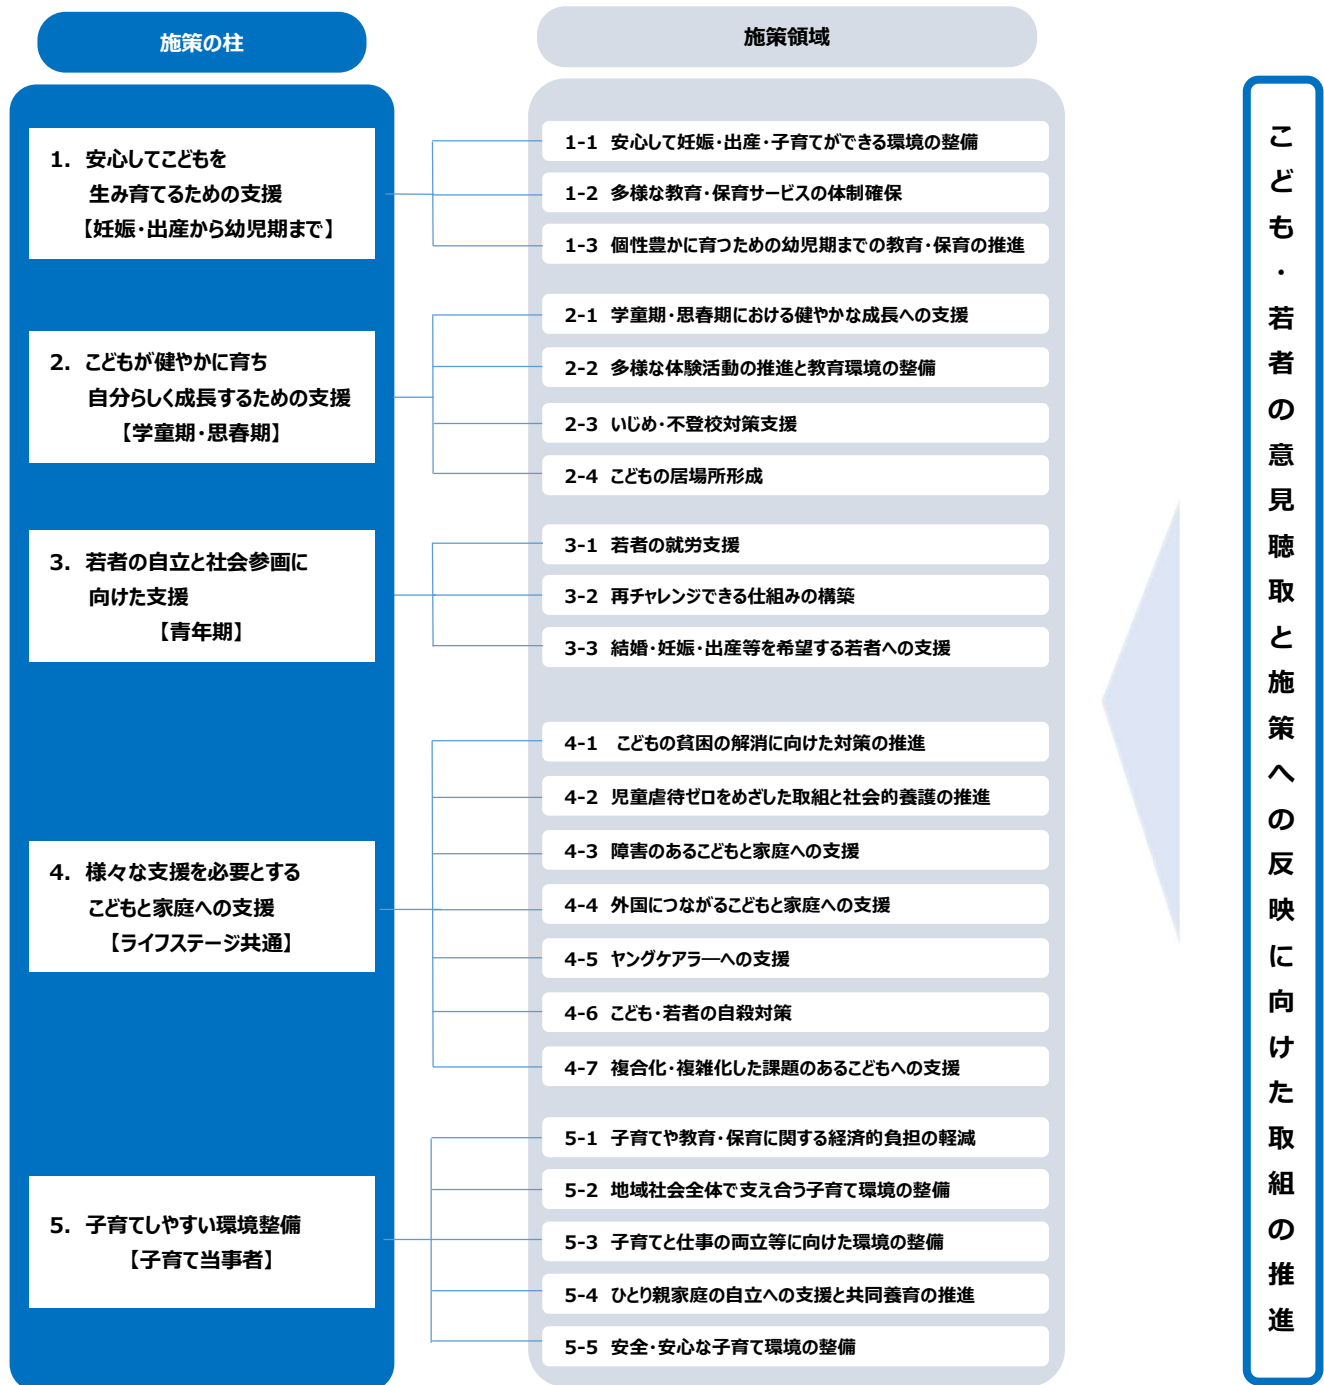 施策の柱
施策領域
1. 安心してこどもを
生み育てるための支援
【妊娠・出産から幼児期まで】
1-1 安心して妊娠・出産・子育てができる環境の整備
1-2 多様な教育・保育サービスの体制確保
1-3 個性豊かに育つための幼児期までの教育・保育の推進
2. こどもが健やかに育ち
自分らしく成長するための支援
【学童期・思春期】
2-1 学童期・思春期における健やかな成長への支援
2-2 多様な体験活動の推進と教育環境の整備
2-3 いじめ・不登校対策支援
2-4 こどもの居場所形成
3. 若者の自立と社会参画に
向けた支援
【青年期】
3-1 若者の就労支援
3-2 再チャレンジできる仕組みの構築
3-3 結婚・妊娠・出産等を希望する若者への支援
4. 様々な支援を必要とする
こどもと家庭への支援
【ライフステージ共通】
4-1 こどもの貧困の解消に向けた対策の推進
4-2 児童虐待ゼロをめざした取組と社会的養護の推進
4-3 障害のあるこどもと家庭への支援
4-4 外国につながるこどもと家庭への支援
4-5 ヤングケアラ―への支援
4-6 こども・若者の自殺対策
4-7 複合化・複雑化した課題のあるこどもへの支援
5. 子育てしやすい環境整備
【子育て当事者】
5-1 子育てや教育・保育に関する経済的負担の軽減
5-2 地域社会全体で支え合う子育て環境の整備
5-3 子育てと仕事の両立等に向けた環境の整備
5-4 ひとり親家庭の自立への支援と共同養育の推進
5-5 安全・安心な子育て環境の整備
こども・若者の意見聴取と施策への反映に向けた取組の推進